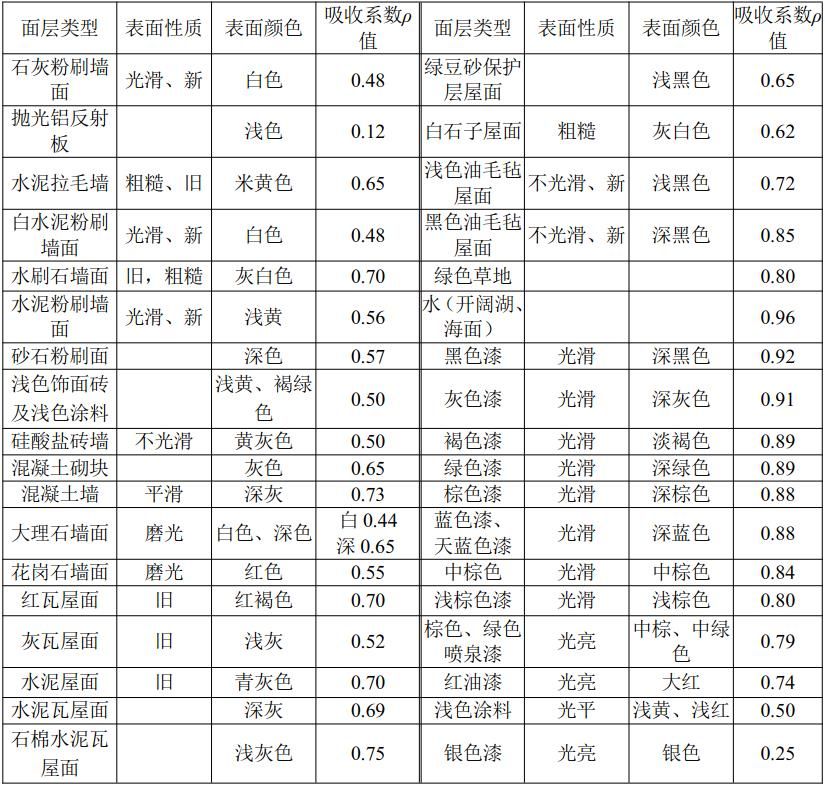 面层类型 表面性质 表面颜色 吸收系数ρ值 面层类型 表面性质 表面颜色 吸收系数ρ值
石灰粉刷墙面 光滑、新 白色 0.48 绿豆砂保护层屋面 浅黑色 0.65
抛光铝反射板 浅色 0.12 白石子屋面 粗糙 灰白色 0.62
水泥拉毛墙 粗糙、旧 米黄色 0.65 浅色油毛毡屋面 不光滑、新 浅黑色 0.72
白水泥粉刷墙面 光滑、新 白色 0.48 黑色油毛毡屋面 不光滑、新 深黑色 0.85
水刷石墙面 旧，粗糙 灰白色 0.70 绿色草地 0.80
水泥粉刷墙面 光滑、新 浅黄 0.56 水（开阔湖、海面） 0.96
砂石粉刷面 深色 0.57 黑色漆 光滑 深黑色 0.92
浅色饰面砖及浅色涂料 浅黄、褐绿色 0.50 灰色漆 光滑 深灰色 0.91
硅酸盐砖墙 不光滑 黄灰色 0.50 褐色漆 光滑 淡褐色 0.89
混凝土砌块 灰色 0.65 绿色漆 光滑 深绿色 0.89
混凝土墙 平滑 深灰 0.73 棕色漆 光滑 深棕色 0.88
大理石墙面 磨光 白色、深色 白 0.44 深 0.65 蓝色漆、天蓝色漆 光滑 深蓝色 0.88
花岗石墙面 磨光 红色 0.55 中棕色 光滑 中棕色 0.84
红瓦屋面 旧 红褐色 0.70 浅棕色漆 光滑 浅棕色 0.80
灰瓦屋面 旧 浅灰 0.52 棕色、绿色喷泉漆 光亮 中棕、中绿色 0.79
水泥屋面 旧 青灰色 0.70 红油漆 光亮 大红 0.74
水泥瓦屋面 深灰 0.69 浅色涂料 光平 浅黄、浅红 0.50
石棉水泥瓦屋面 浅灰色 0.75 银色漆 光亮 银色 0.25